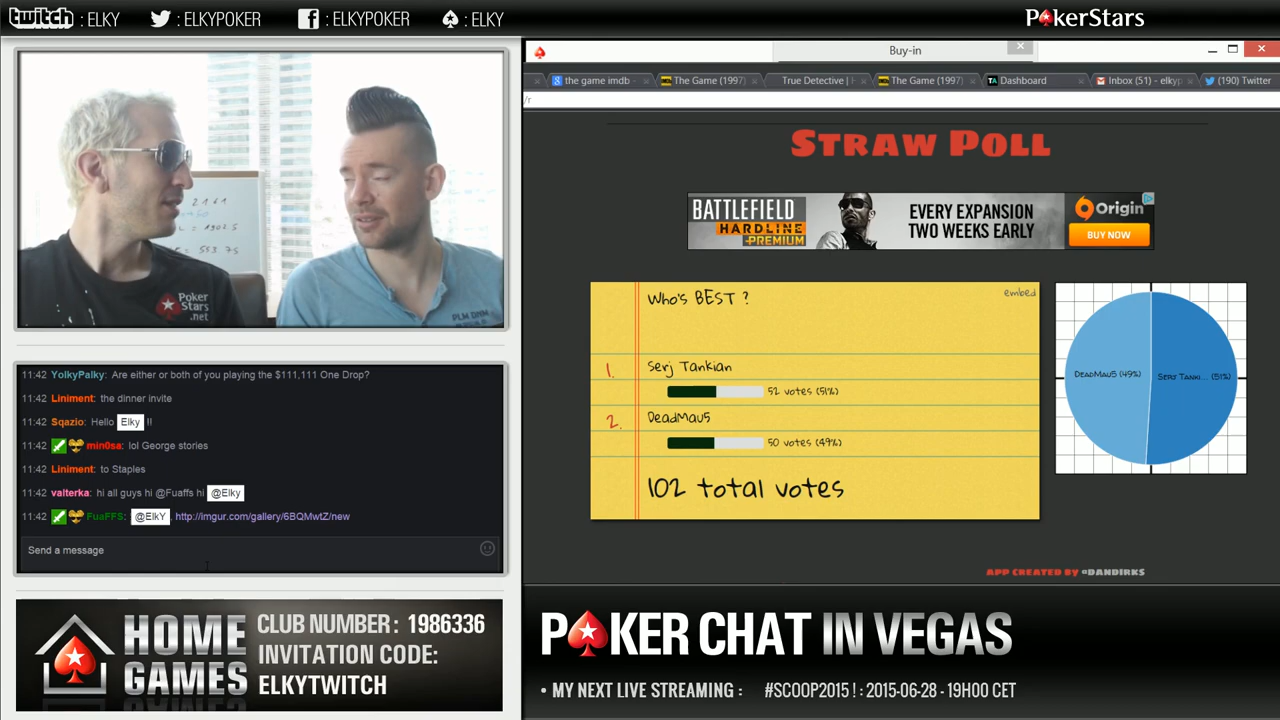 twitch : ELKY
: ELKYPOKER
: ELKYPOKER
: ELKY
PokerStars
Poker
Stars
.net
11:42 YolkyPalky: Are either or both of you playing the $111,111 One Drop?
11:42 Liniment: the dinner invite
11:42 Sqazio: Hello Elky !!
11:42 min0sa: lol George stories
11:42 Liniment: to Staples
11:42 valterka: hi all guys hi @Fuaffs hi @Elky
11:42 FuaFFS: @ElkY, http://imgur.com/gallery/6BQMwtZ/new
Send a message
HOME
GAMES
CLUB NUMBER : 1986336
INVITATION CODE:
ELKYTWITCH
Buy-in
the game imdb -
The Game (1997)
True Detective |
The Game (1997)
Dashboard
Inbox (51) - elkyp
(190) Twitter
/r
STRAW POLL
BATTLEFIELD
HARDLINE
PREMIUM
EVERY EXPANSION
TWO WEEKS EARLY
Origin
BUY NOW
Who's BEST ?
embed
1. Serj Tankian
52 votes (51%)
2. DeadMau5
50 votes (49%)
102 total votes
DeadMau5 (49%)
Serj Tanki... (51%)
APP CREATED BY @DANDIRKS
POKER CHAT IN VEGAS
• MY NEXT LIVE STREAMING : #SCOOP2015 ! : 2015-06-28 - 19H00 CET